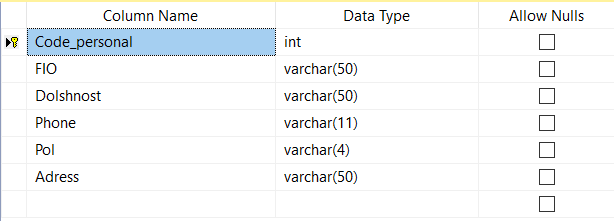 Column Name Data Type Allow Nulls
Code_personal int
FIO varchar(50)
Dolshnost varchar(50)
Phone varchar(11)
Pol varchar(4)
Adress varchar(50)